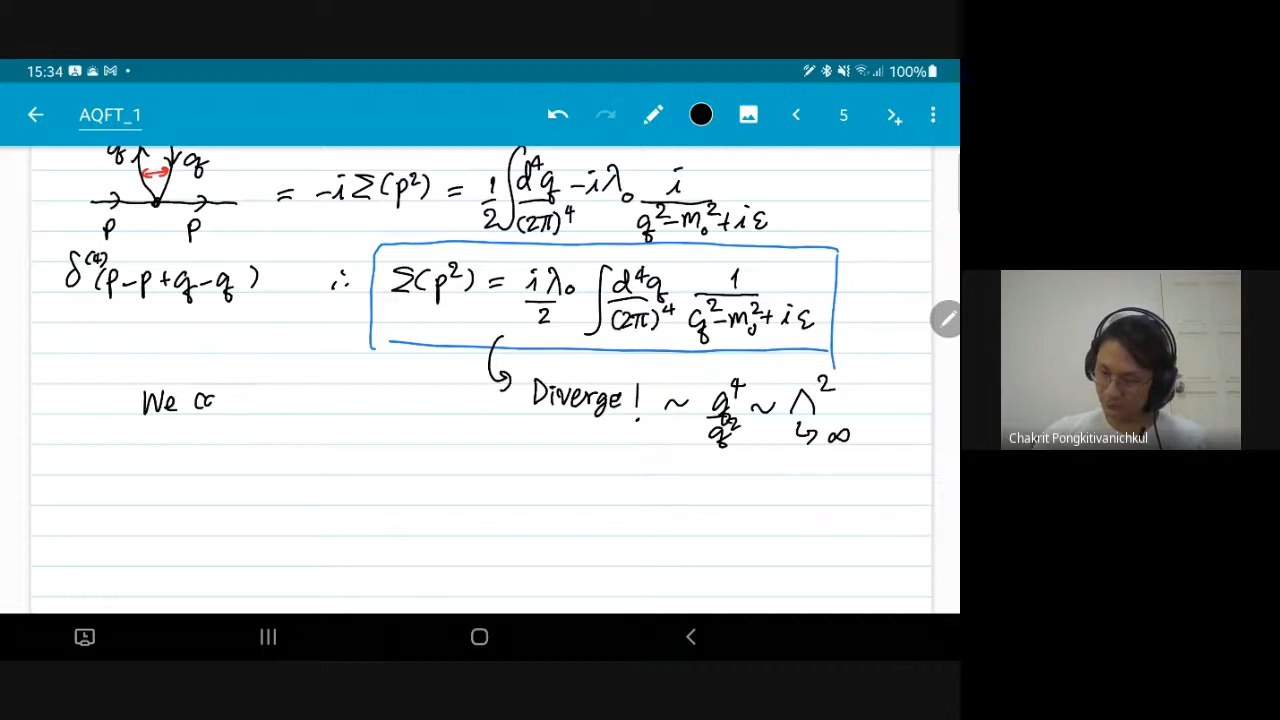 15:34 100%
AQFT_1 5
q q = -iΣ(p²) = 1/2 ∫ d⁴q/(2π)⁴ -iλ₀ i/(q²-m₀²+iε)
p p
δ⁽⁴⁾(p-p+q-q) ∴ Σ(p²) = iλ₀/2 ∫ d⁴q/(2π)⁴ 1/(q²-m₀²+iε)
We ca Diverge! ~ q⁴/q² ~ Λ² ↳ ∞
Chakrit Pongkitivanichkul